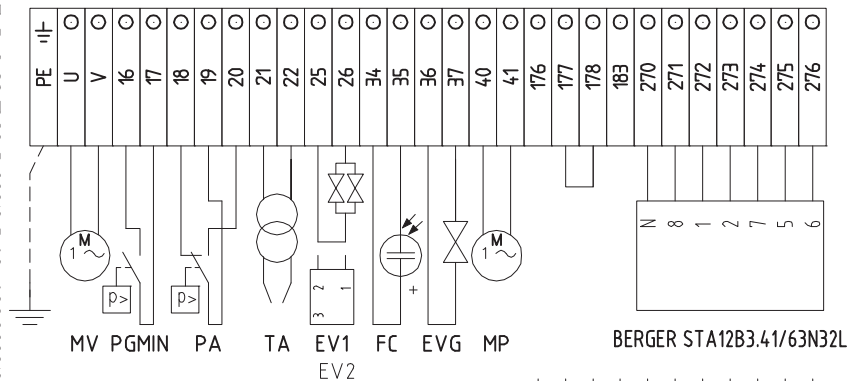 PE U V 16 17 18 19 20 21 22 25 26 34 35 36 37 40 41 176 177 178 183 270 271 272 273 274 275 276
N 8 1 2 7 5 6
M
1 ~
M
1 ~
2 1
3
p>
p>
+
MV PGMIN PA TA EV1 FC EVG MP BERGER STA12B3.41/63N32L
EV2